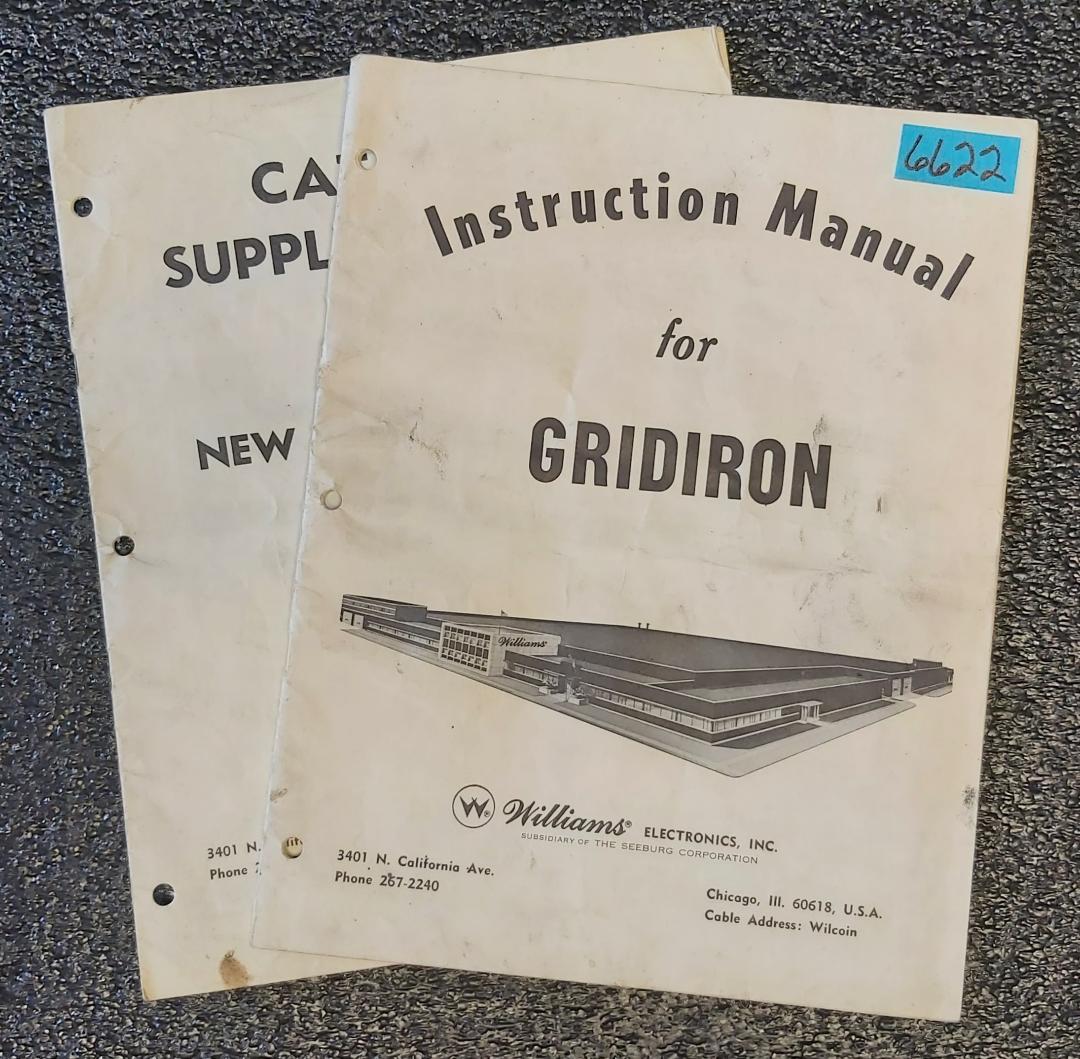 CA
SUPPL
NEW
3401 N.
Phone
6622
Instruction Manual
for
GRIDIRON
Williams
W ® Williams® ELECTRONICS, INC.
SUBSIDIARY OF THE SEEBURG CORPORATION
3401 N. California Ave.
Phone 267-2240
Chicago, Ill. 60618, U.S.A.
Cable Address: Wilcoin